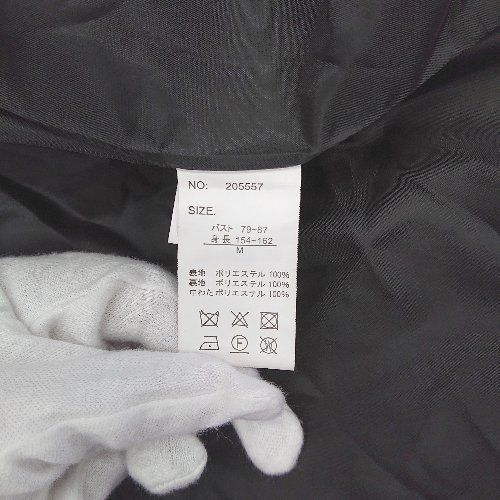 NO: 205557
SIZE.
バスト 79~87
身長 154~162
M
表地 ポリエステル 100%
裏地 ポリエステル 100%
中わた ポリエステル 100%
F